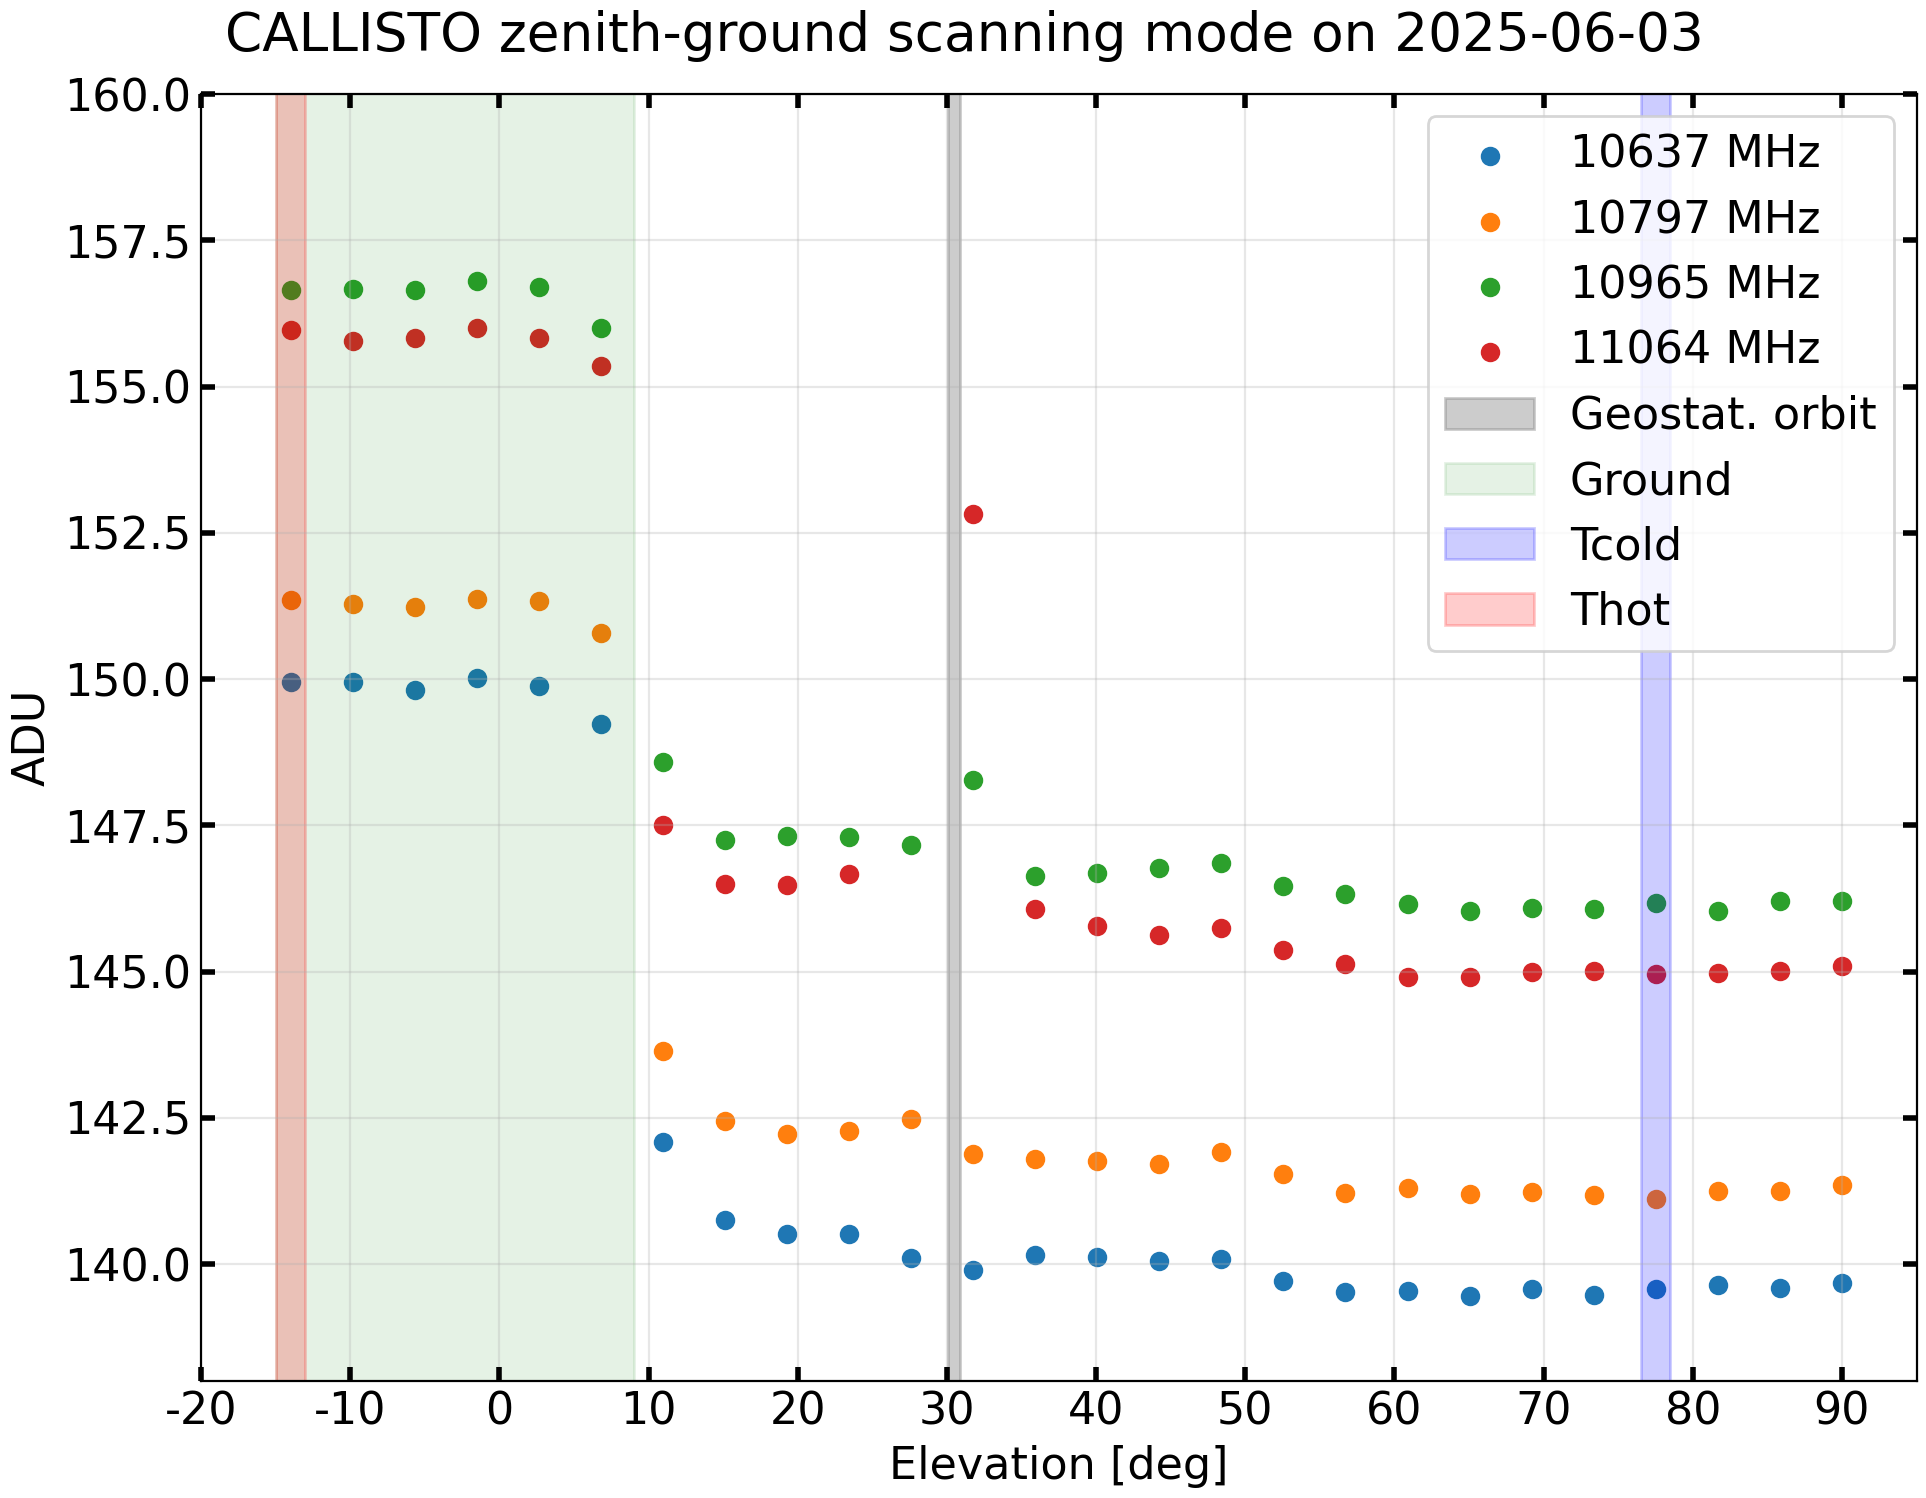 CALLISTO zenith-ground scanning mode on 2025-06-03
160.0
157.5
155.0
152.5
150.0
147.5
145.0
142.5
140.0
ADU
10637 MHz
10797 MHz
10965 MHz
11064 MHz
Geostat. orbit
Ground
Tcold
Thot
-20 -10 0 10 20 30 40 50 60 70 80 90
Elevation [deg]